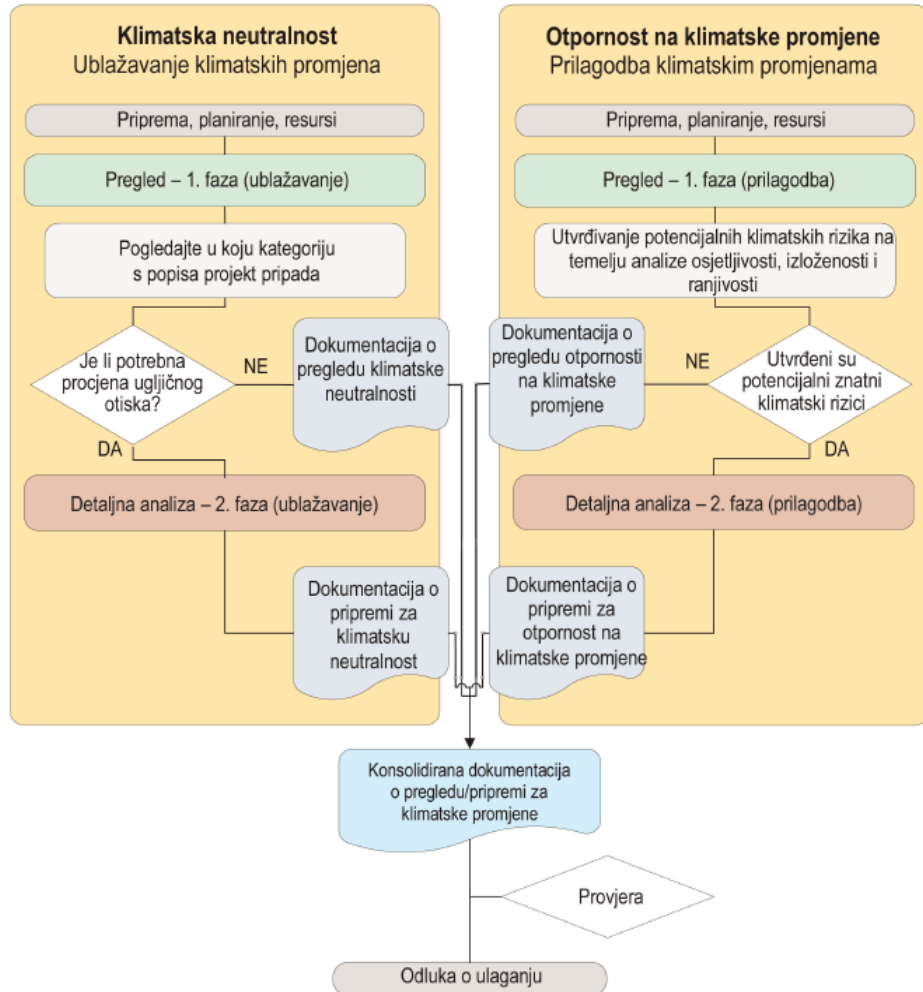 Klimatska neutralnost
Ublažavanje klimatskih promjena
Priprema, planiranje, resursi
Pregled – 1. faza (ublažavanje)
Pogledajte u koju kategoriju
s popisa projekt pripada
Je li potrebna
procjena ugljičnog
otiska?
NE
Dokumentacija o
pregledu klimatske
neutralnosti
DA
Detaljna analiza – 2. faza (ublažavanje)
Dokumentacija o
pripremi za
klimatsku
neutralnost
Otpornost na klimatske promjene
Prilagodba klimatskim promjenama
Priprema, planiranje, resursi
Pregled – 1. faza (prilagodba)
Utvrđivanje potencijalnih klimatskih rizika na
temelju analize osjetljivosti, izloženosti i
ranjivosti
Dokumentacija o
pregledu otpornosti
na klimatske
promjene
NE
Utvrđeni su
potencijalni znatni
klimatski rizici
DA
Detaljna analiza – 2. faza (prilagodba)
Dokumentacija o
pripremi za
otpornost na
klimatske promjene
Konsolidirana dokumentacija
o pregledu/pripremi za
klimatske promjene
Provjera
Odluka o ulaganju